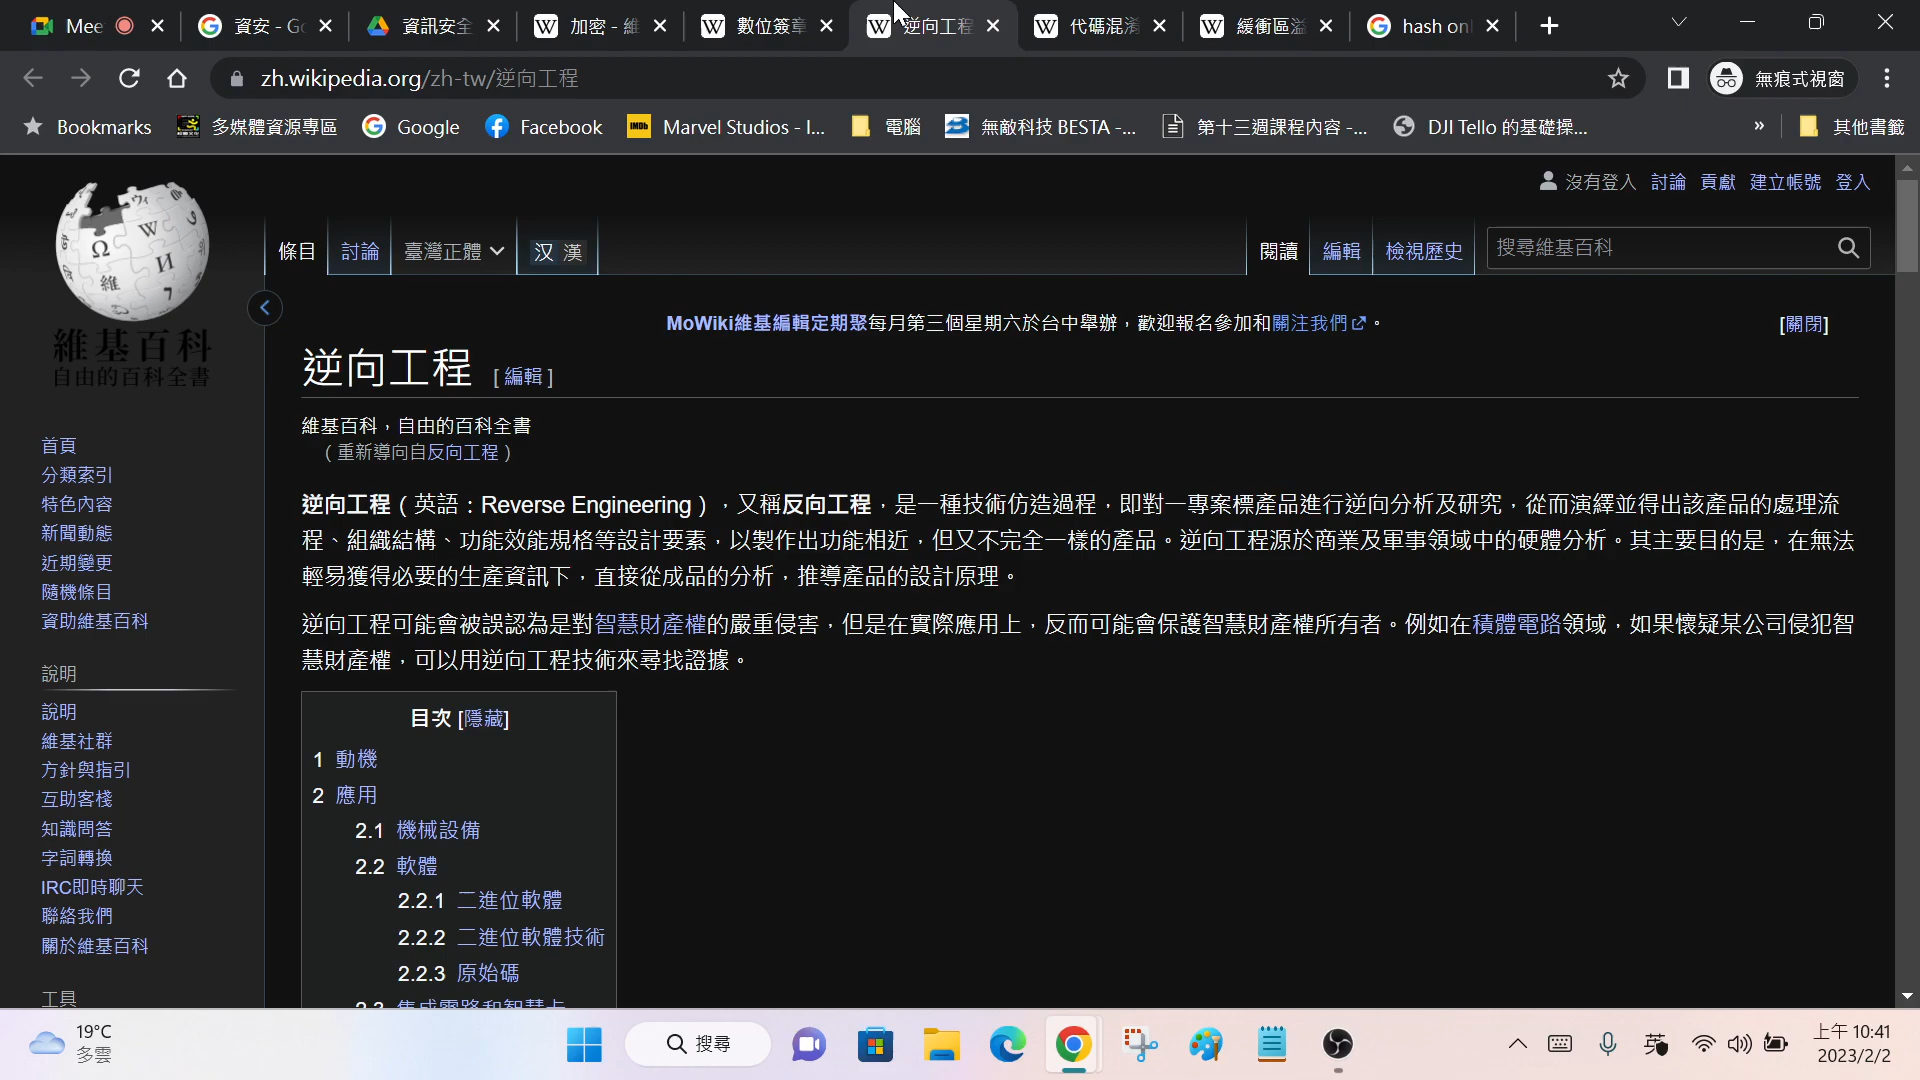 Mee
資安 - Go
資訊安全
加密 - 維
數位簽章
逆向工程
代碼混淆
緩衝區溢
hash onl
zh.wikipedia.org/zh-tw/逆向工程
無痕式視窗
Bookmarks
多媒體資源專區
Google
Facebook
Marvel Studios - I...
電腦
無敵科技 BESTA -...
第十三週課程內容 -...
DJI Tello 的基礎操...
»
其他書籤
沒有登入 討論 貢獻 建立帳號 登入
條目 討論 臺灣正體 汉 漢
閱讀 編輯 檢視歷史 搜尋維基百科
維基百科
自由的百科全書
MoWiki維基編輯定期聚每月第三個星期六於台中舉辦，歡迎報名參加和關注我們。
[關閉]
逆向工程 [ 編輯 ]
維基百科，自由的百科全書
（重新導向自反向工程）
逆向工程（英語：Reverse Engineering），又稱反向工程，是一種技術仿造過程，即對一專案標產品進行逆向分析及研究，從而演繹並得出該產品的處理流
程、組織結構、功能效能規格等設計要素，以製作出功能相近，但又不完全一樣的產品。逆向工程源於商業及軍事領域中的硬體分析。其主要目的是，在無法
輕易獲得必要的生產資訊下，直接從成品的分析，推導產品的設計原理。
逆向工程可能會被誤認為是對智慧財產權的嚴重侵害，但是在實際應用上，反而可能會保護智慧財產權所有者。例如在積體電路領域，如果懷疑某公司侵犯智
慧財產權，可以用逆向工程技術來尋找證據。
目次 [隱藏]
1 動機
2 應用
2.1 機械設備
2.2 軟體
2.2.1 二進位軟體
2.2.2 二進位軟體技術
2.2.3 原始碼
2.3 集成電路和智慧卡
首頁
分類索引
特色內容
新聞動態
近期變更
隨機條目
資助維基百科
說明
說明
維基社群
方針與指引
互助客棧
知識問答
字詞轉換
IRC即時聊天
聯絡我們
關於維基百科
工具
19°C
多雲
搜尋
英
上午 10:41
2023/2/2